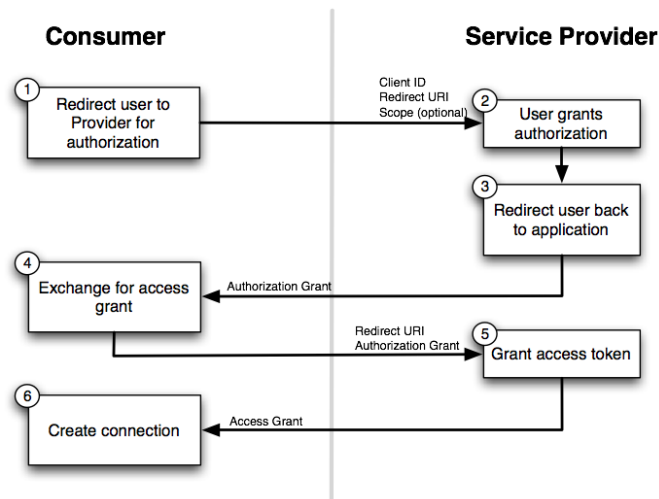 Consumer
Service Provider
1
Redirect user to
Provider for
authorization
Client ID
Redirect URI
Scope (optional)
2
User grants
authorization
3
Redirect user back
to application
4
Exchange for access
grant
Authorization Grant
Redirect URI
Authorization Grant
5
Grant access token
6
Create connection
Access Grant